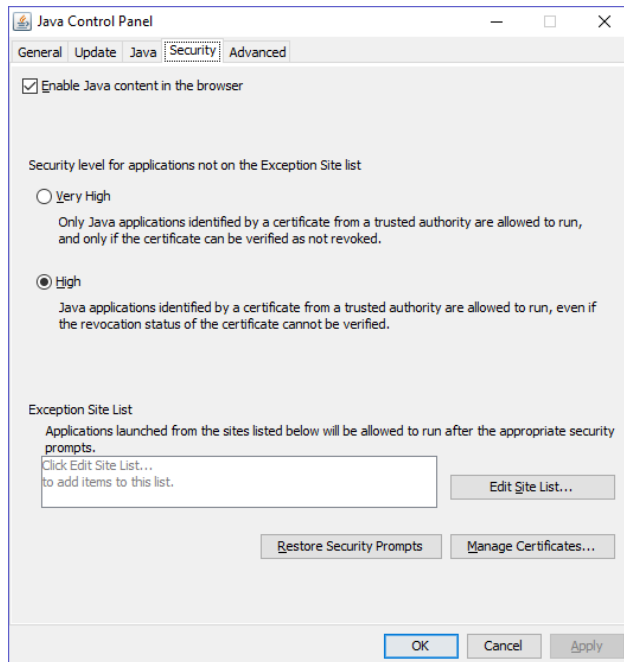 Java Control Panel
General Update Java Security Advanced
Enable Java content in the browser
Security level for applications not on the Exception Site list
Very High
Only Java applications identified by a certificate from a trusted authority are allowed to run,
and only if the certificate can be verified as not revoked.
High
Java applications identified by a certificate from a trusted authority are allowed to run, even if
the revocation status of the certificate cannot be verified.
Exception Site List
Applications launched from the sites listed below will be allowed to run after the appropriate security
prompts.
Click Edit Site List...
to add items to this list.
Edit Site List...
Restore Security Prompts Manage Certificates...
OK Cancel Apply